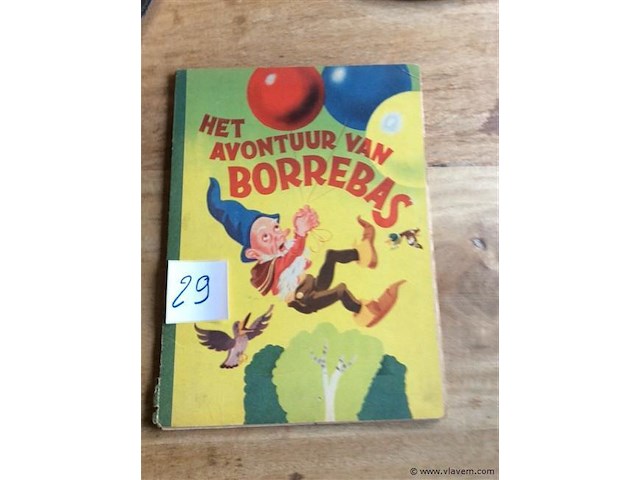 HET
AVONTUUR VAN
BORREBAS
29
© www.vlavem.com